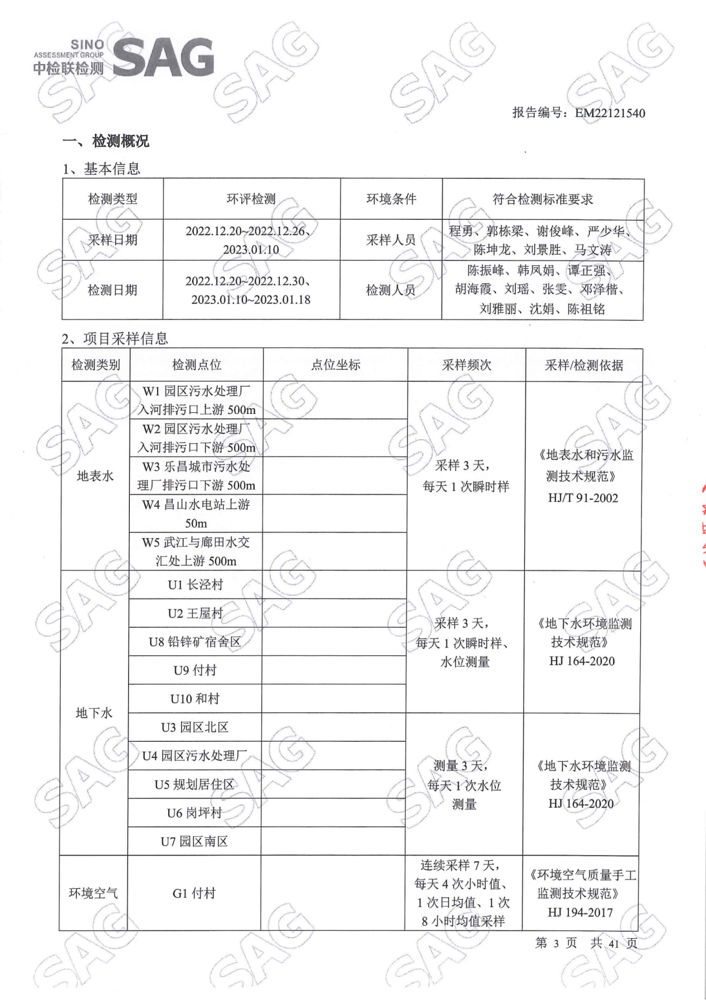 SINO
ASSESSMENT GROUP
中检联检测
SAG
报告编号：EM22121540
一、检测概况
1、基本信息
检测类型
环评检测
环境条件
符合检测标准要求
采样日期
2022.12.20~2022.12.26、
2023.01.10
采样人员
程勇、郭栋梁、谢俊峰、严少华、
陈坤龙、刘景胜、马文涛
检测日期
2022.12.20~2022.12.30、
2023.01.10~2023.01.18
检测人员
陈振峰、韩凤娟、谭正强、
胡海霞、刘瑶、张雯、邓泽楷、
刘雅丽、沈娟、陈祖铭
2、项目采样信息
检测类别
检测点位
点位坐标
采样频次
采样/检测依据
地表水
W1 园区污水处理厂
入河排污口上游 500m
W2 园区污水处理厂
入河排污口下游 500m
W3 乐昌城市污水处
理厂排污口下游 500m
W4 昌山水电站上游
50m
W5 武江与廊田水交
汇处上游 500m
采样 3 天，
每天 1 次瞬时样
《地表水和污水监
测技术规范》
HJ/T 91-2002
地下水
U1 长泾村
U2 王屋村
U8 铅锌矿宿舍区
U9 付村
U10 和村
采样 3 天，
每天 1 次瞬时样、
水位测量
《地下水环境监测
技术规范》
HJ 164-2020
U3 园区北区
U4 园区污水处理厂
U5 规划居住区
U6 岗坪村
U7 园区南区
测量 3 天，
每天 1 次水位
测量
《地下水环境监测
技术规范》
HJ 164-2020
环境空气
G1 付村
连续采样 7 天，
每天 4 次小时值、
1 次日均值、1 次
8 小时均值采样
《环境空气质量手工
监测技术规范》
HJ 194-2017
第 3 页 共 41 页